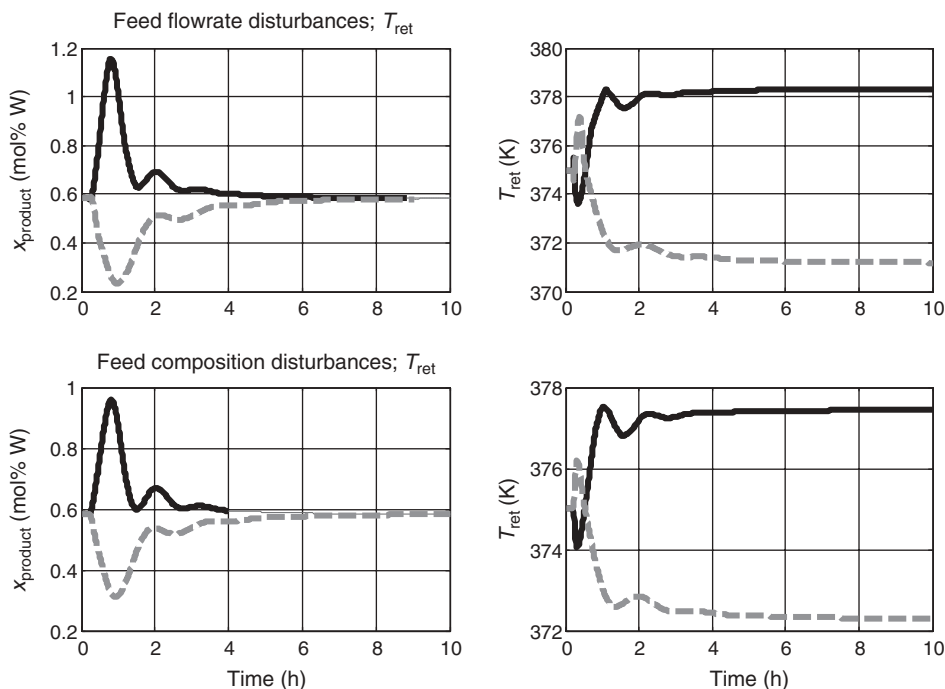 Feed flowrate disturbances; T_ret
x_product (mol% W)
1.2
1
0.8
0.6
0.4
0.2
0 2 4 6 8 10
T_ret (K)
380
378
376
374
372
370
0 2 4 6 8 10
Feed composition disturbances; T_ret
x_product (mol% W)
1
0.8
0.6
0.4
0.2
0 2 4 6 8 10
Time (h)
T_ret (K)
378
376
374
372
0 2 4 6 8 10
Time (h)